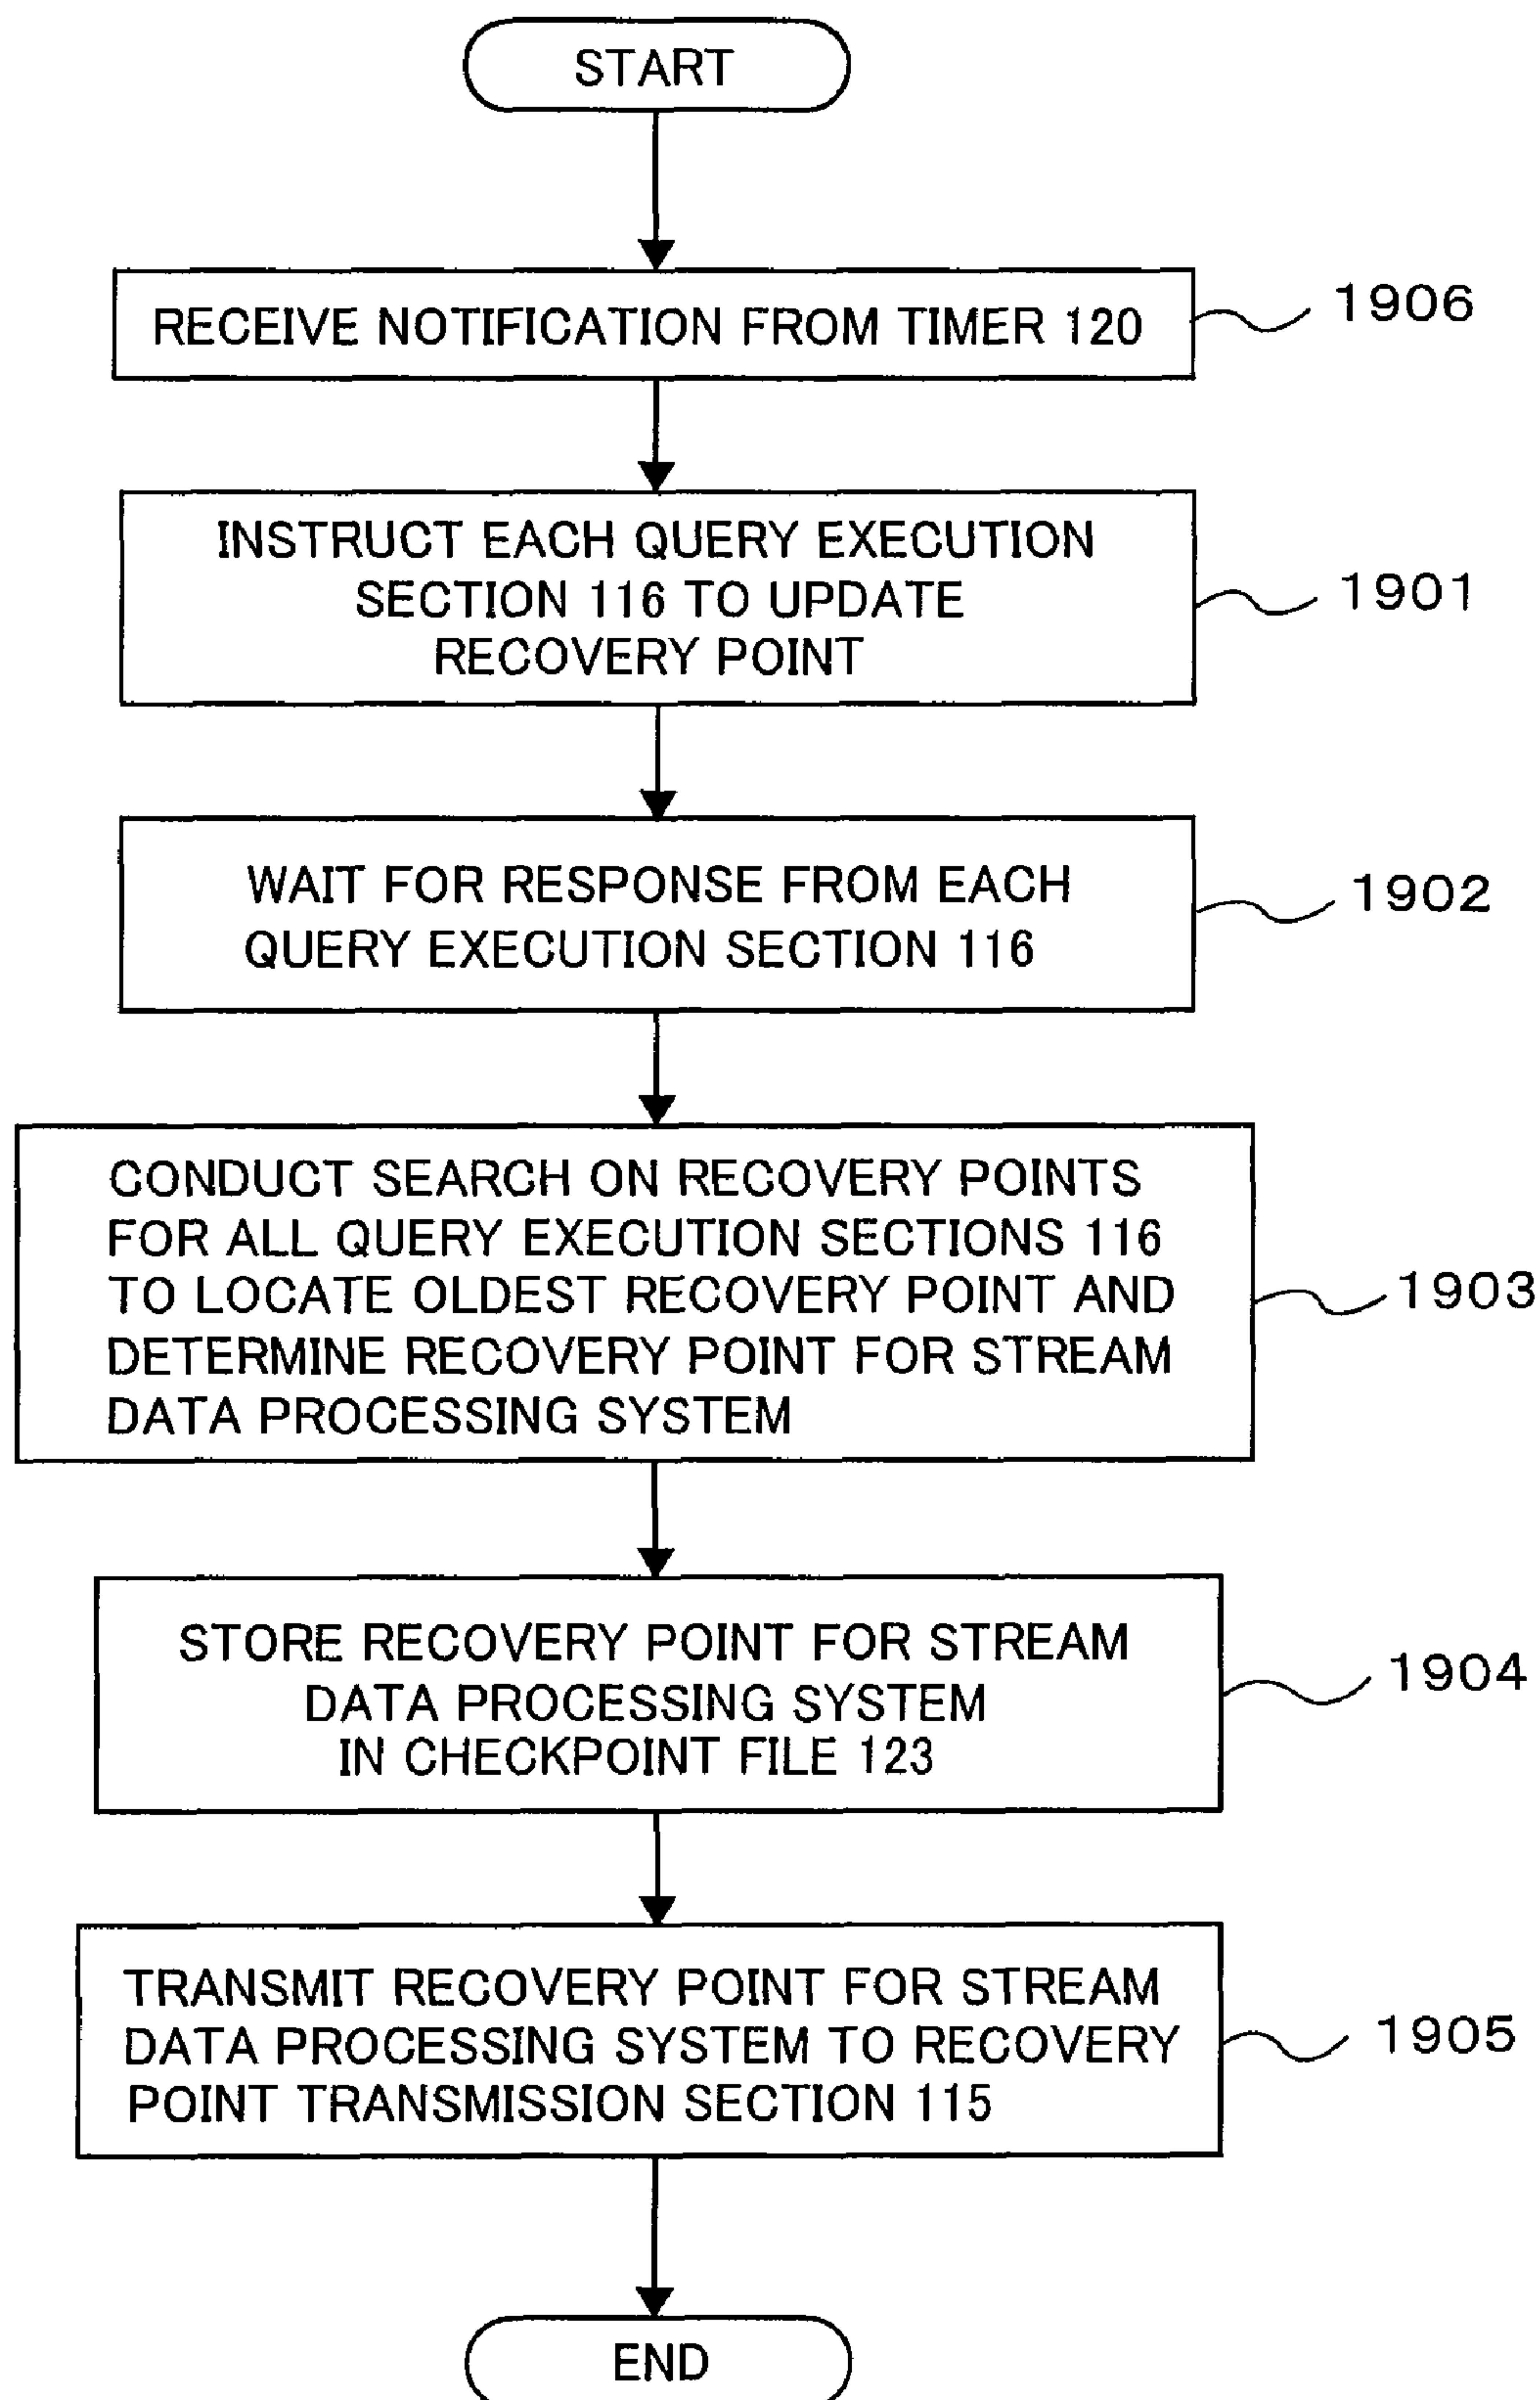 START
RECEIVE NOTIFICATION FROM TIMER 120
1906
INSTRUCT EACH QUERY EXECUTION
SECTION 116 TO UPDATE
RECOVERY POINT
1901
WAIT FOR RESPONSE FROM EACH
QUERY EXECUTION SECTION 116
1902
CONDUCT SEARCH ON RECOVERY POINTS
FOR ALL QUERY EXECUTION SECTIONS 116
TO LOCATE OLDEST RECOVERY POINT AND
DETERMINE RECOVERY POINT FOR STREAM
DATA PROCESSING SYSTEM
1903
STORE RECOVERY POINT FOR STREAM
DATA PROCESSING SYSTEM
IN CHECKPOINT FILE 123
1904
TRANSMIT RECOVERY POINT FOR STREAM
DATA PROCESSING SYSTEM TO RECOVERY
POINT TRANSMISSION SECTION 115
1905
END